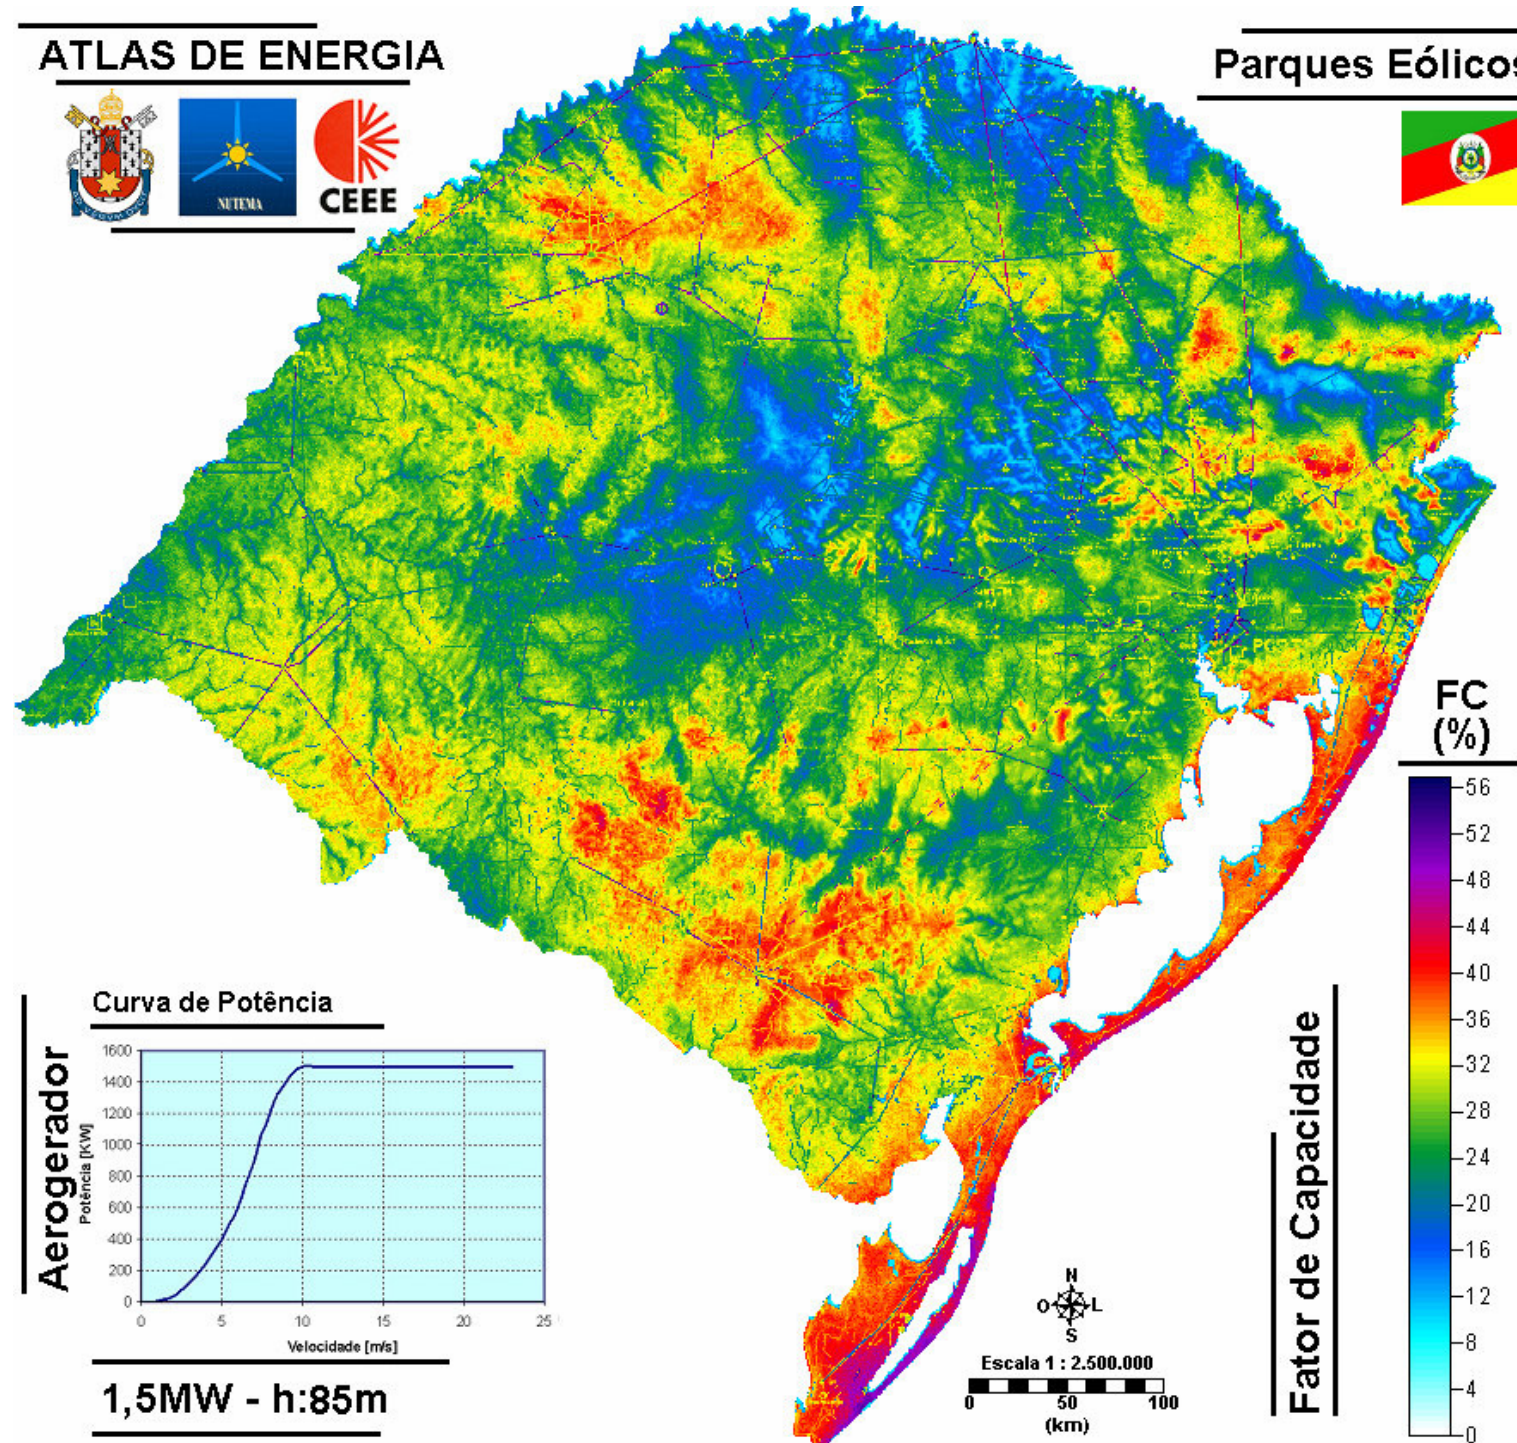 ATLAS DE ENERGIA
Parques Eólicos
NUTEMA
CEEE
FC
(%)
56
52
48
44
40
36
32
28
24
20
16
12
8
4
0
Fator de Capacidade
Curva de Potência
Aerogerador
Potência [KW]
1600
1400
1200
1000
800
600
400
200
0
0 5 10 15 20 25
Velocidade [m/s]
1,5MW - h:85m
N
O L
S
Escala 1 : 2.500.000
0 50 100
(km)